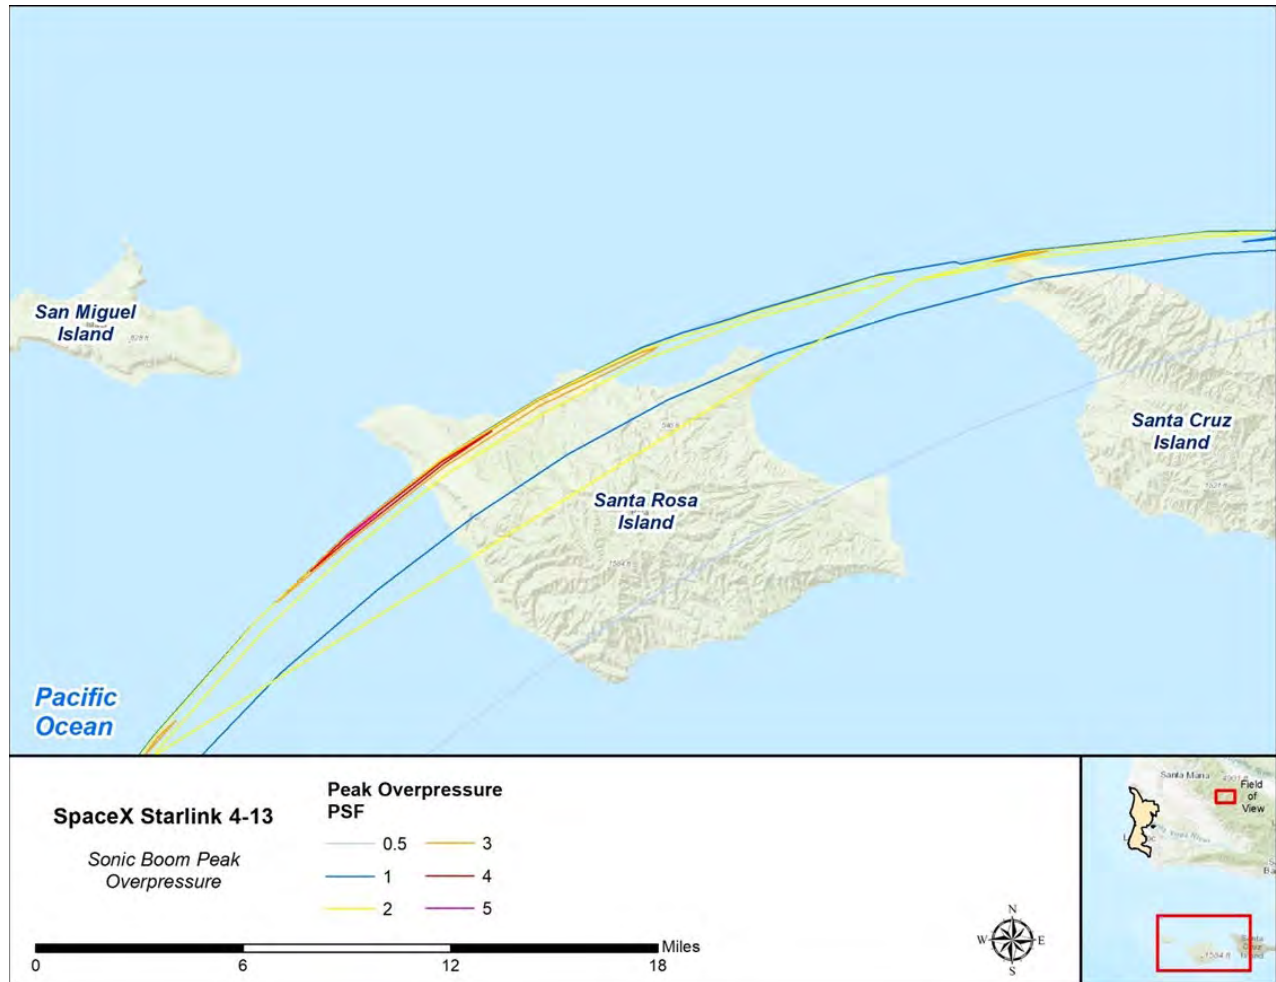 San Miguel
Island
Santa Rosa
Island
Santa Cruz
Island
Pacific
Ocean
SpaceX Starlink 4-13
Sonic Boom Peak
Overpressure
Peak Overpressure
PSF
0.5
3
1
4
2
5
Miles
0
6
12
18
N
W
E
S
Santa Maria
Field
of
View
1584 ft